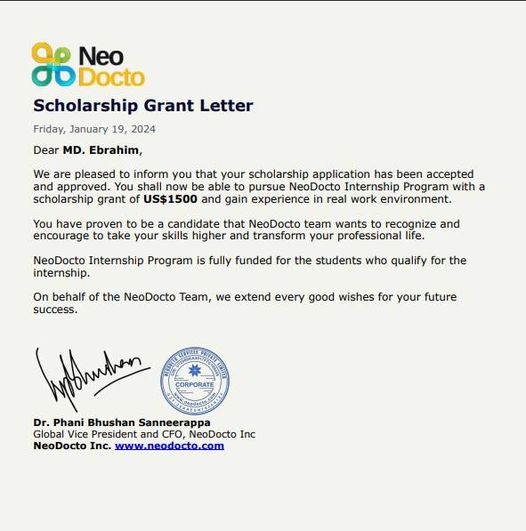 Neo
Docto
Scholarship Grant Letter
Friday, January 19, 2024
Dear MD. Ebrahim,
We are pleased to inform you that your scholarship application has been accepted
and approved. You shall now be able to pursue NeoDocto Internship Program with a
scholarship grant of US$1500 and gain experience in real work environment.
You have proven to be a candidate that NeoDocto team wants to recognize and
encourage to take your skills higher and transform your professional life.
NeoDocto Internship Program is fully funded for the students who qualify for the
internship.
On behalf of the NeoDocto Team, we extend every good wishes for your future
success.
CORPORATE
www.neodocto.com
Dr. Phani Bhushan Sanneerappa
Global Vice President and CFO, NeoDocto Inc
NeoDocto Inc. www.neodocto.com